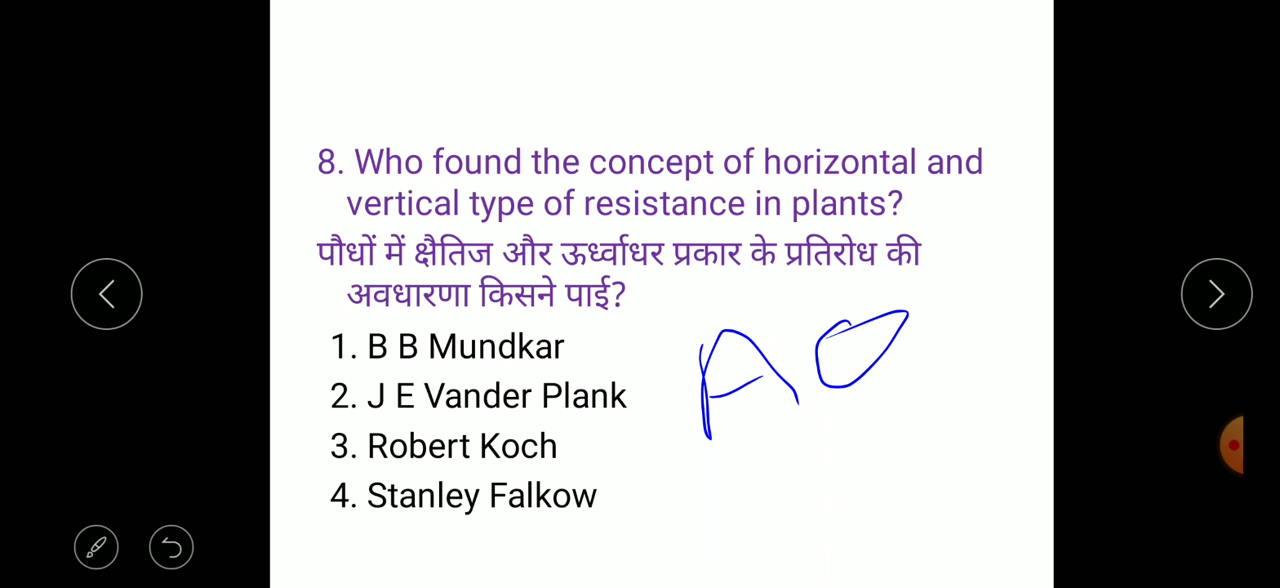 8. Who found the concept of horizontal and
vertical type of resistance in plants?
पौधों में क्षैतिज और ऊर्ध्वाधर प्रकार के प्रतिरोध की
अवधारणा किसने पाई?
1. B B Mundkar
2. J E Vander Plank
3. Robert Koch
4. Stanley Falkow